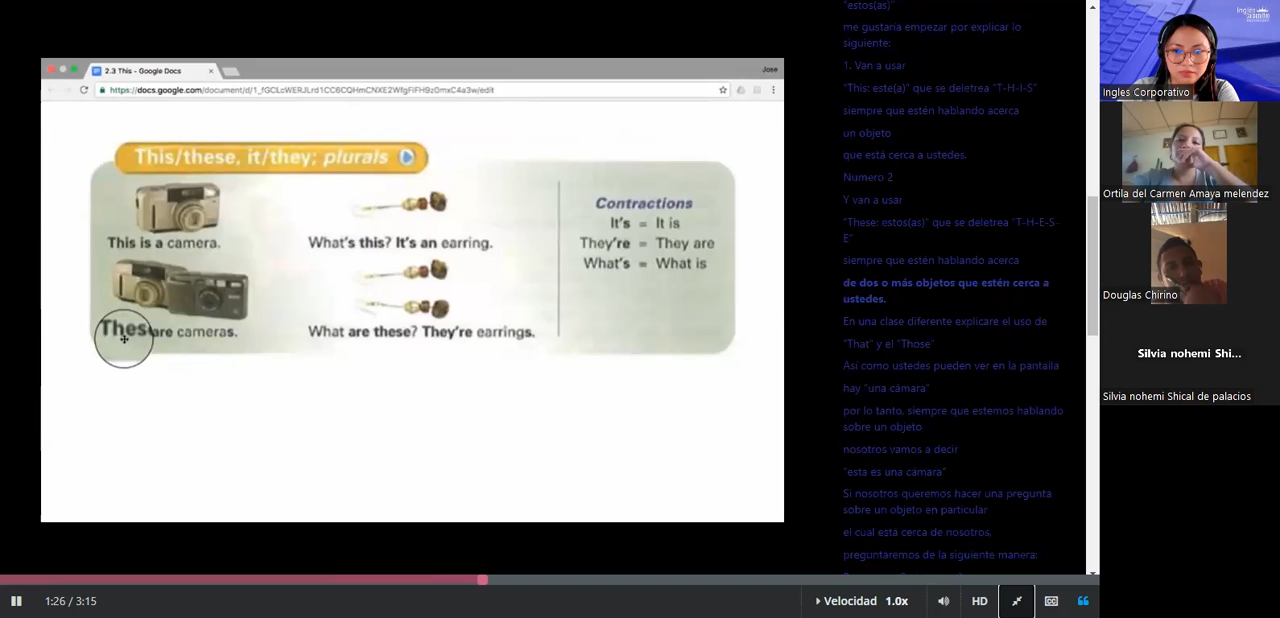 2.3 This - Google Docs
Jose
This/these, it/they; plurals
This is a camera.
What's this? It's an earring.
These are cameras.
What are these? They're earrings.
Contractions
It's = It is
They're = They are
What's = What is
"estos(as)"
me gustaría empezar por explicar lo
siguiente:
1. Van a usar
"This: este(a)" que se deletrea "T-H-I-S"
siempre que estén hablando acerca
un objeto
que está cerca a ustedes.
Numero 2
Y van a usar
"These: estos(as)" que se deletrea "T-H-E-S-
E"
siempre que estén hablando acerca
de dos o más objetos que estén cerca a
ustedes.
En una clase diferente explicare el uso de
"That" y el "Those"
Así como ustedes pueden ver en la pantalla
hay "una cámara"
por lo tanto, siempre que estemos hablando
sobre un objeto
nosotros vamos a decir
"esta es una cámara"
Si nosotros queremos hacer una pregunta
sobre un objeto en particular
el cual está cerca de nosotros,
preguntaremos de la siguiente manera:
Ingles Corporativo
Ortila del Carmen Amaya melendez
Douglas Chirino
Silvia nohemi Shi...
Silvia nohemi Shical de palacios
1:26 / 3:15
Velocidad 1.0x
HD
CC